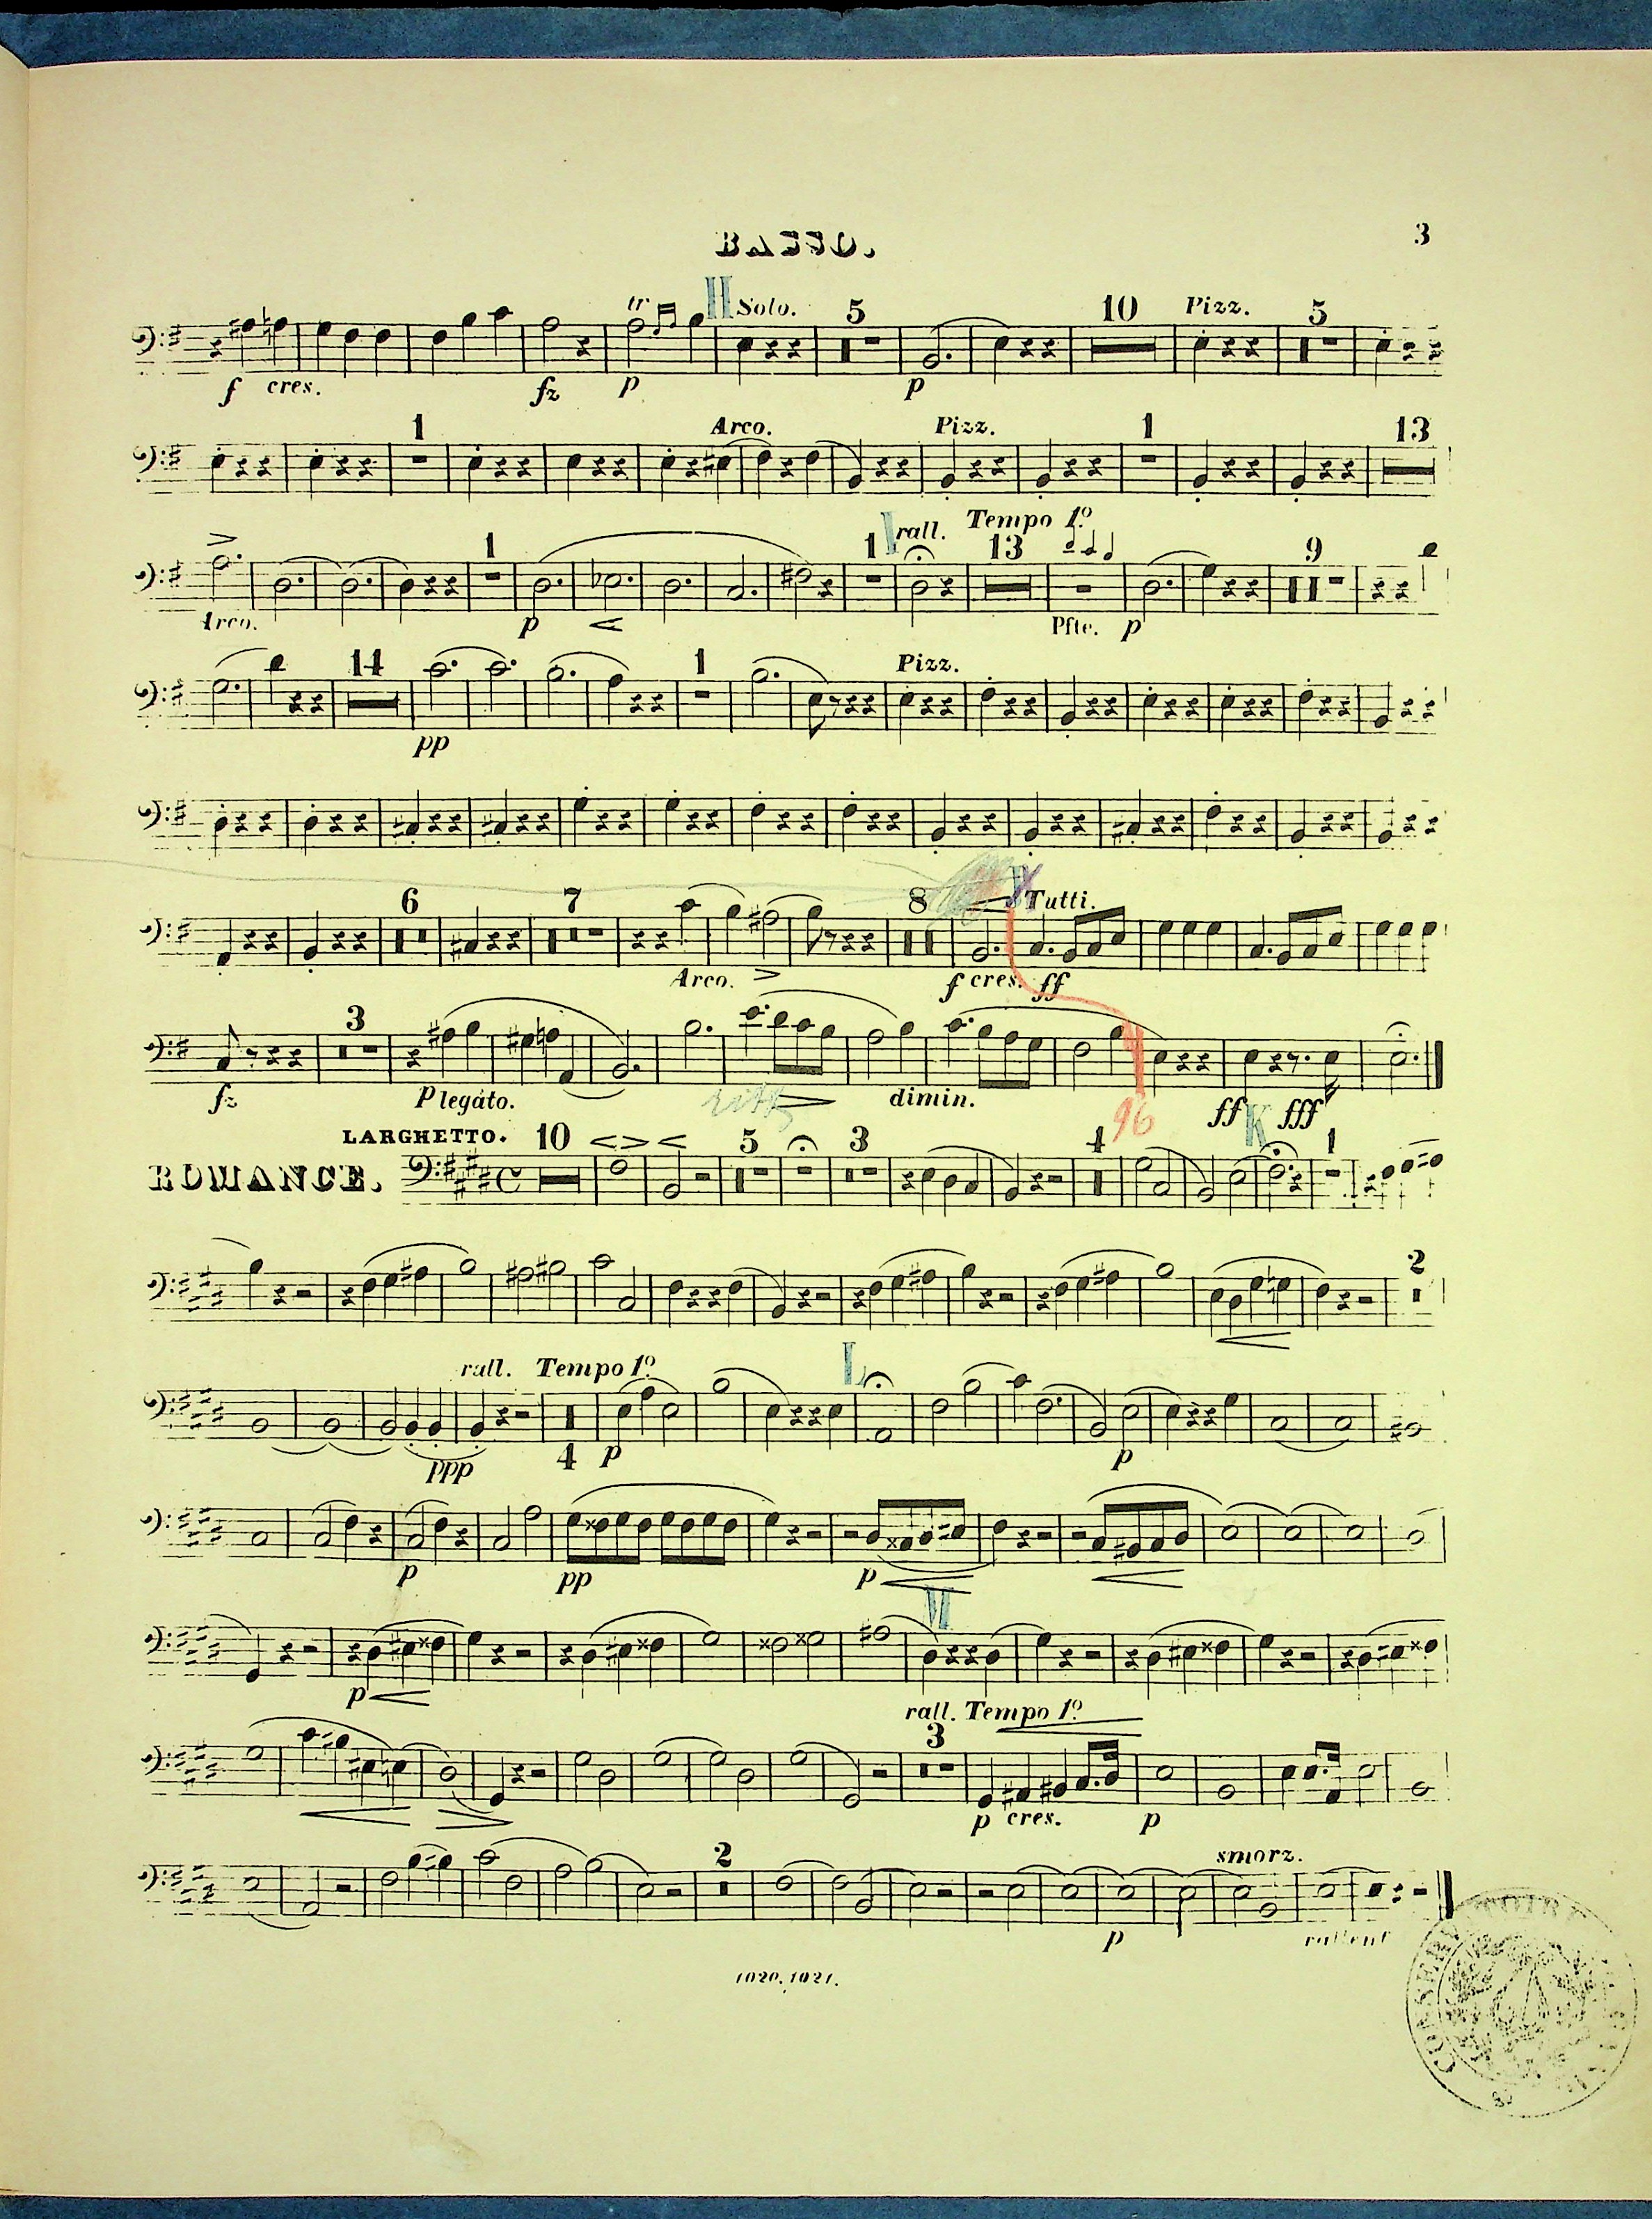 BASSO. 3
tr H Solo. 5 10 Pizz. 5
f cres. fz p p
1 Arco. Pizz. 1 13
rall. Tempo 1º
1 1 13 9
Arco. p Pfte. p
14 1 Pizz.
pp
6 7 8 Tutti.
Arco. f cres. ff
3
fz p legato. dimin. 96 ff fff
K
LARGHETTO. 10 5 3 4 1
ROMANCE.
2
rall. Tempo 1º L
ppp 4 p p
p pp p
M
p
rall. Tempo 1º
3
p cres. p
2 smorz.
p rallent
1020, 1021.
CONSERVATOIRE